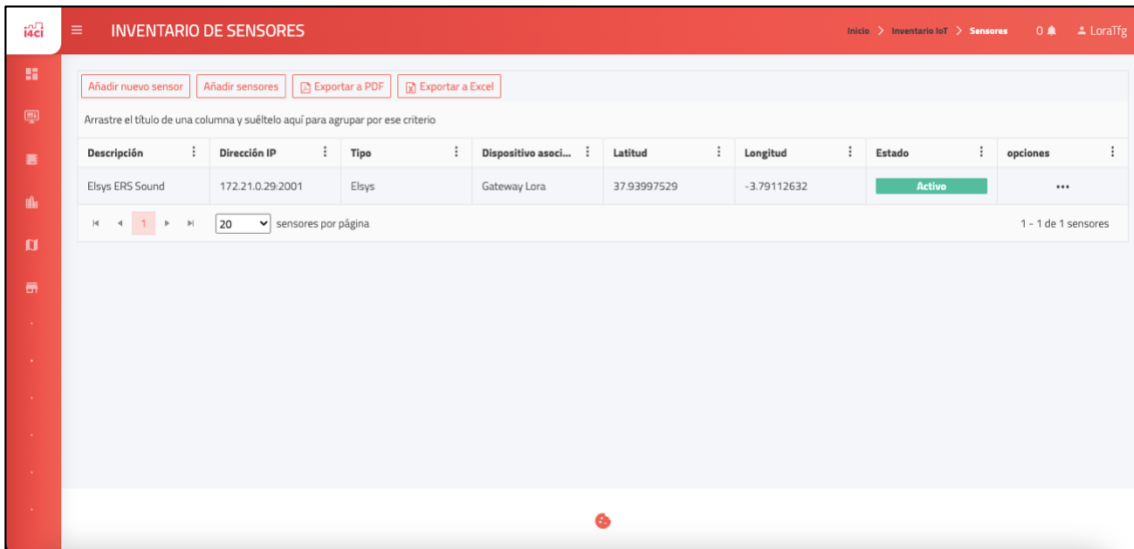 i4ci
INVENTARIO DE SENSORES
Inicio > Inventario IoT > Sensores
0
LoraTfg
Añadir nuevo sensor
Añadir sensores
Exportar a PDF
Exportar a Excel
Arrastre el título de una columna y suéltelo aquí para agrupar por ese criterio
Descripción Dirección IP Tipo Dispositivo asoci... Latitud Longitud Estado opciones
Elsys ERS Sound 172.21.0.29:2001 Elsys Gateway Lora 37.93997529 -3.79112632 Activo ...
1 20 sensores por página 1 - 1 de 1 sensores